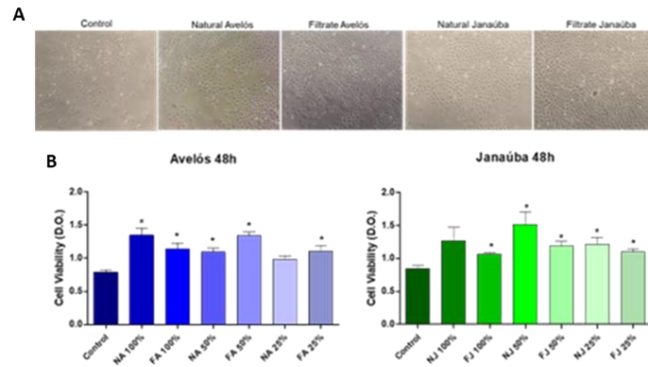 A
Control Natural Avelós Filtrate Avelós Natural Janaúba Filtrate Janaúba
B
Avelós 48h
Cell Viability (D.O.)
2.0
1.5
1.0
0.5
0.0
* * * * *
Control NA 100% FA 100% NA 50% FA 50% NA 25% FA 25%
Janaúba 48h
Cell Viability (D.O.)
2.0
1.5
1.0
0.5
0.0
* * * * *
Control NJ 100% FJ 100% NJ 50% FJ 50% NJ 25% FJ 25%